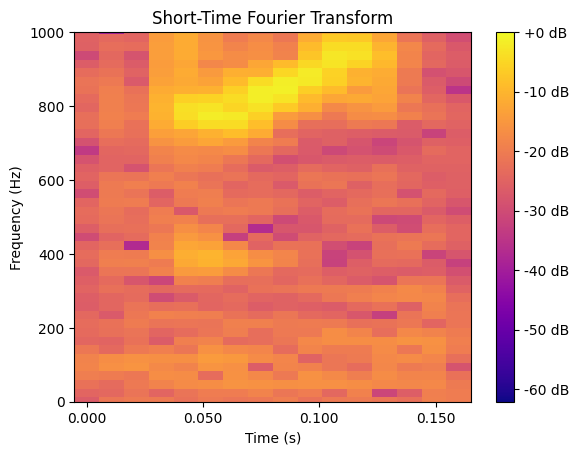 Short-Time Fourier Transform
1000
800
600
400
200
0
Frequency (Hz)
0.000
0.050
0.100
0.150
Time (s)
+0 dB
-10 dB
-20 dB
-30 dB
-40 dB
-50 dB
-60 dB